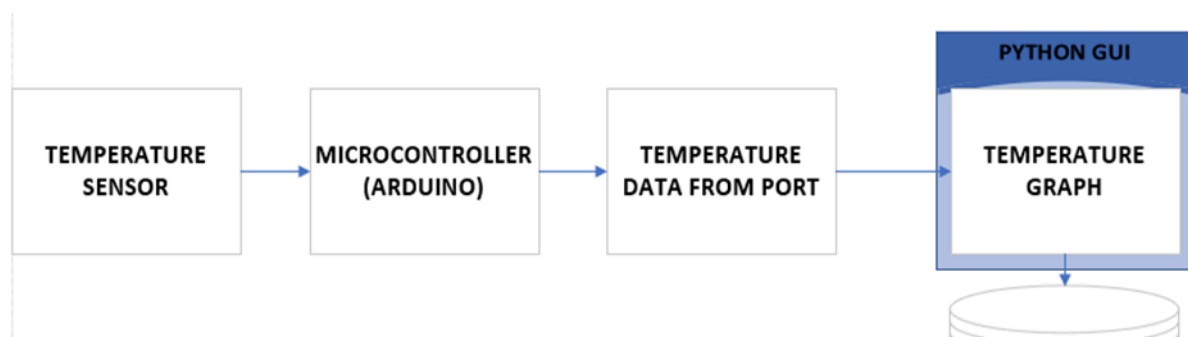 PYTHON GUI
TEMPERATURE
SENSOR
MICROCONTROLLER
(ARDUINO)
TEMPERATURE
DATA FROM PORT
TEMPERATURE
GRAPH